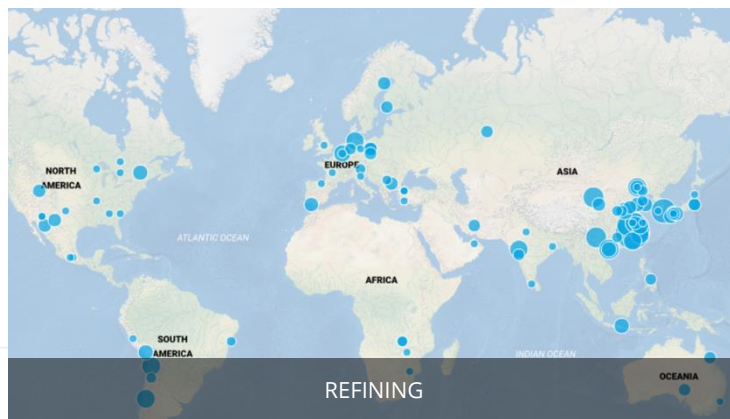 NORTH
AMERICA
EUROPE
ASIA
ATLANTIC OCEAN
AFRICA
SOUTH
AMERICA
INDIAN OCEAN
OCEANIA
REFINING